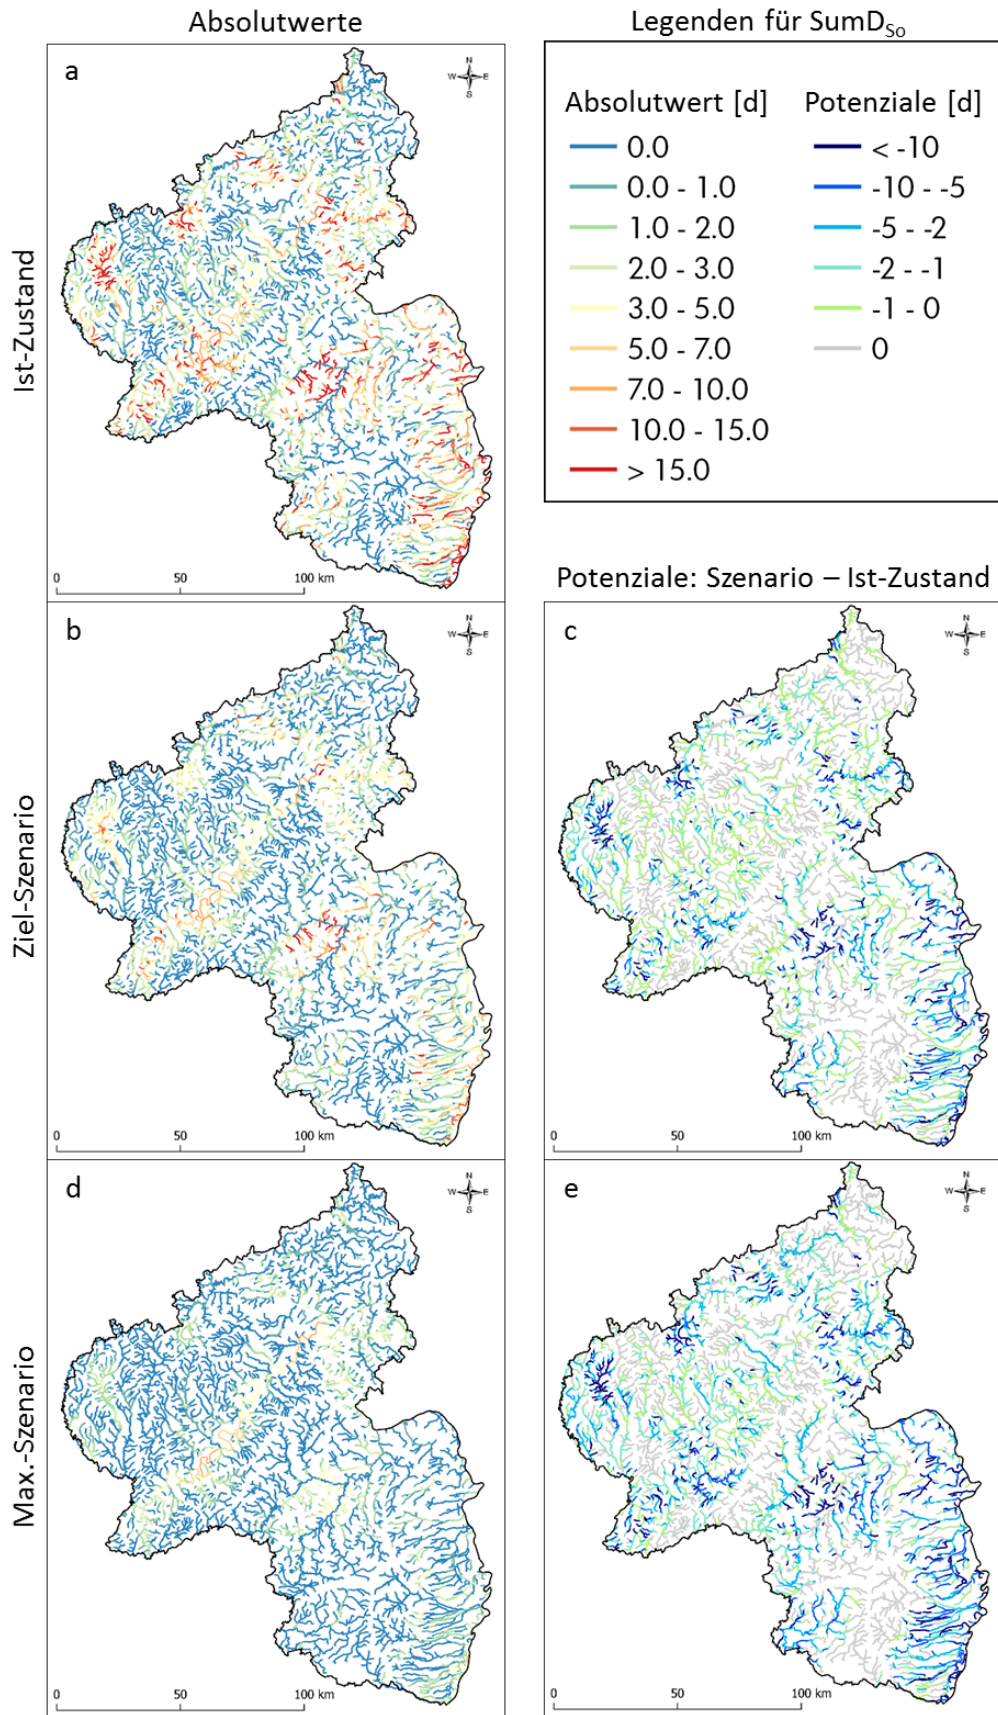 Absolutwerte
Legenden für SumD_So
Absolutwert [d]
0.0
0.0 - 1.0
1.0 - 2.0
2.0 - 3.0
3.0 - 5.0
5.0 - 7.0
7.0 - 10.0
10.0 - 15.0
> 15.0
Potenziale [d]
< -10
-10 - -5
-5 - -2
-2 - -1
-1 - 0
0
Ist-Zustand
a
N
W E
S
0 50 100 km
Potenziale: Szenario – Ist-Zustand
Ziel-Szenario
b
N
W E
S
0 50 100 km
c
N
W E
S
0 50 100 km
Max.-Szenario
d
N
W E
S
0 50 100 km
e
N
W E
S
0 50 100 km